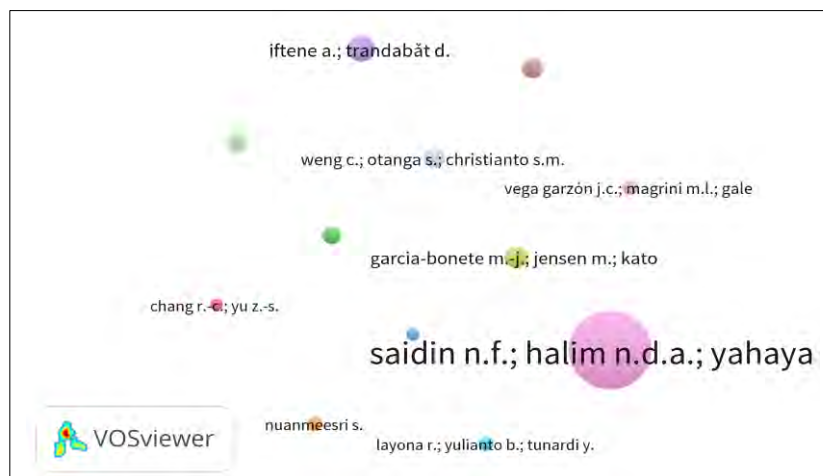 iftene a.; trandabăt d.
weng c.; otanga s.; christianto s.m.
vega garzón j.c.; magrini m.l.; gale
garcia-bonete m.-j.; jensen m.; kato
chang r.-c.; yu z.-s.
saidin n.f.; halim n.d.a.; yahaya
nuanmeesri s.
layona r.; yulianto b.; tunardi y.
VOSviewer